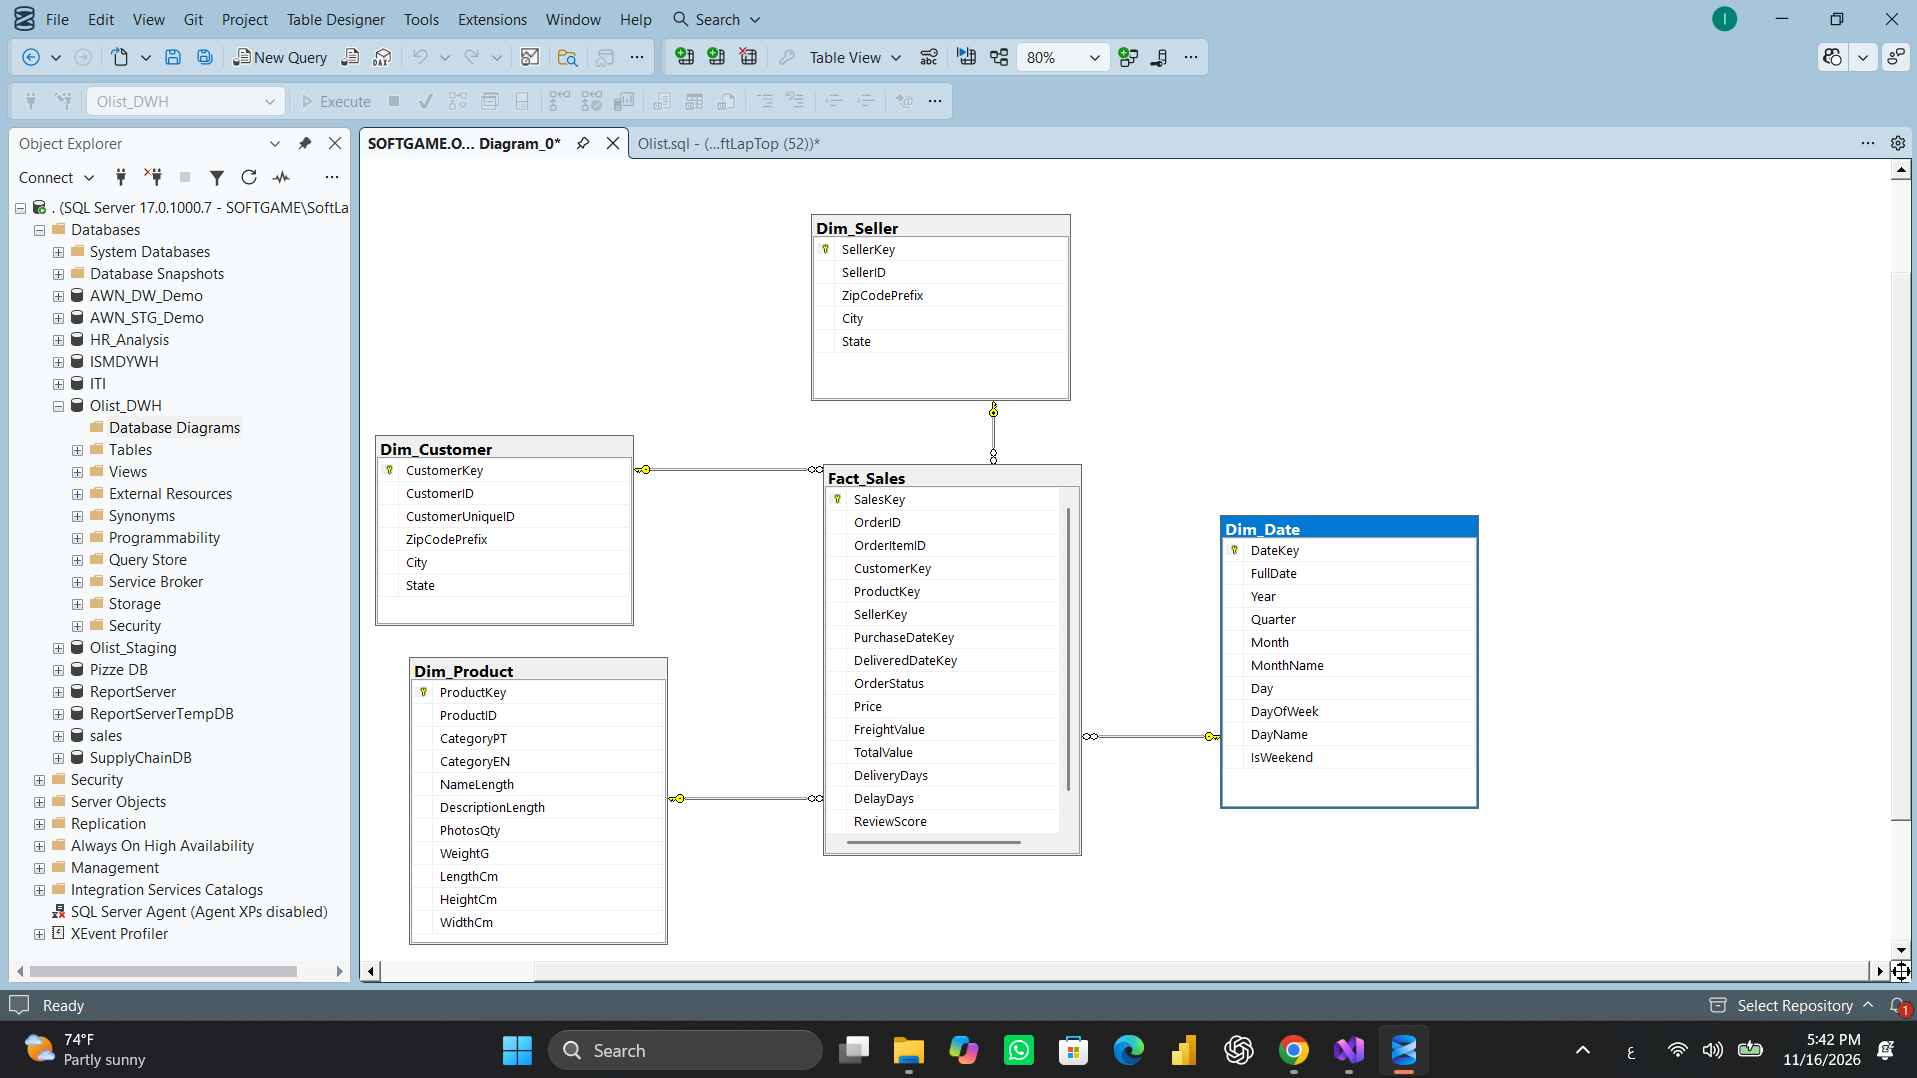 File Edit View Git Project Table Designer Tools Extensions Window Help Search I
New Query DAX Table View abc 80%
Olist_DWH Execute
Object Explorer
Connect
. (SQL Server 17.0.1000.7 - SOFTGAME\SoftLa
Databases
System Databases
Database Snapshots
AWN_DW_Demo
AWN_STG_Demo
HR_Analysis
ISMDYWH
ITI
Olist_DWH
Database Diagrams
Tables
Views
External Resources
Synonyms
Programmability
Query Store
Service Broker
Storage
Security
Olist_Staging
Pizze DB
ReportServer
ReportServerTempDB
sales
SupplyChainDB
Security
Server Objects
Replication
Always On High Availability
Management
Integration Services Catalogs
SQL Server Agent (Agent XPs disabled)
XEvent Profiler
SOFTGAME.O... Diagram_0*
Olist.sql - (...ftLapTop (52))*
Dim_Seller
SellerKey
SellerID
ZipCodePrefix
City
State
Dim_Customer
CustomerKey
CustomerID
CustomerUniqueID
ZipCodePrefix
City
State
Fact_Sales
SalesKey
OrderID
OrderItemID
CustomerKey
ProductKey
SellerKey
PurchaseDateKey
DeliveredDateKey
OrderStatus
Price
FreightValue
TotalValue
DeliveryDays
DelayDays
ReviewScore
Dim_Date
DateKey
FullDate
Year
Quarter
Month
MonthName
Day
DayOfWeek
DayName
IsWeekend
Dim_Product
ProductKey
ProductID
CategoryPT
CategoryEN
NameLength
DescriptionLength
PhotosQty
WeightG
LengthCm
HeightCm
WidthCm
Ready
Select Repository
1
74°F
Partly sunny
Search
ع
5:42 PM
11/16/2026